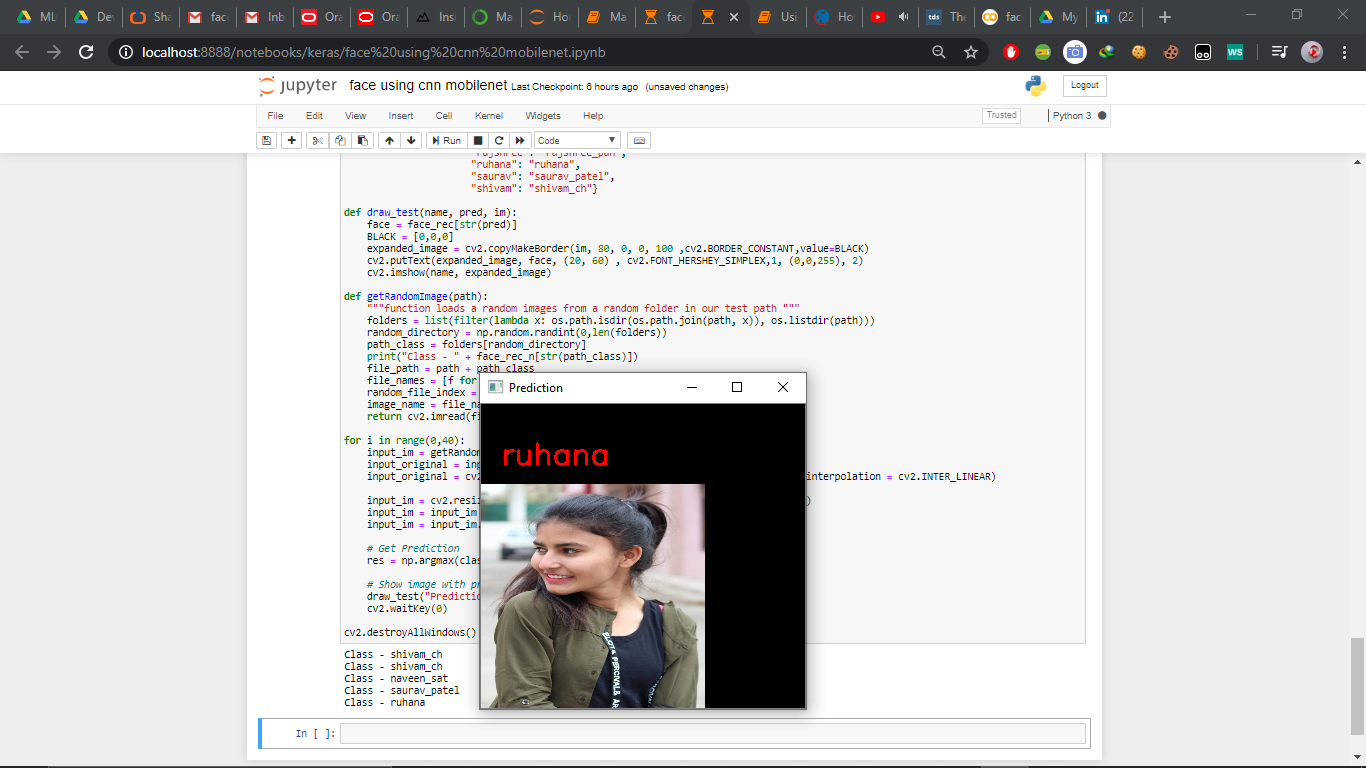 ML
Dev
Sha
fac
Inb
Ora
Ora
Insi
Ma
Ho
Ma
fac
Usi
Ho
The
fac
My
(22
localhost:8888/notebooks/keras/face%20using%20cnn%20mobilenet.ipynb
jupyter face using cnn mobilenet Last Checkpoint: 6 hours ago (unsaved changes)
Logout
File Edit View Insert Cell Kernel Widgets Help
Trusted
Python 3
Run
Code
"ruhana": "ruhana",
"saurav": "saurav_patel",
"shivam": "shivam_ch"}
def draw_test(name, pred, im):
face = face_rec[str(pred)]
BLACK = [0,0,0]
expanded_image = cv2.copyMakeBorder(im, 80, 0, 0, 100 ,cv2.BORDER_CONSTANT,value=BLACK)
cv2.putText(expanded_image, face, (20, 60) , cv2.FONT_HERSHEY_SIMPLEX,1, (0,0,255), 2)
cv2.imshow(name, expanded_image)
def getRandomImage(path):
"""function loads a random images from a random folder in our test path """
folders = list(filter(lambda x: os.path.isdir(os.path.join(path, x)), os.listdir(path)))
random_directory = np.random.randint(0,len(folders))
path_class = folders[random_directory]
print("Class - " + face_rec_n[str(path_class)])
file_path = path + path_class
file_names = [f for
random_file_index =
image_name = file_na
return cv2.imread(fi
for i in range(0,40):
input_im = getRandom
input_original = inp
input_original = cv2
interpolation = cv2.INTER_LINEAR)
input_im = cv2.resiz
)
input_im = input_im
input_im = input_im.
# Get Prediction
res = np.argmax(clas
# Show image with pr
draw_test("Predictio
cv2.waitKey(0)
cv2.destroyAllWindows()
Prediction
ruhana
Class - shivam_ch
Class - shivam_ch
Class - naveen_sat
Class - saurav_patel
Class - ruhana
In [ ]: